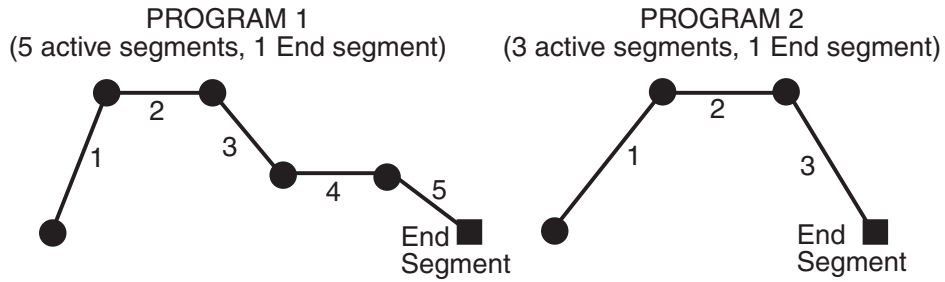 PROGRAM 1
(5 active segments, 1 End segment)
1
2
3
4
5
End
Segment
PROGRAM 2
(3 active segments, 1 End segment)
1
2
3
End
Segment